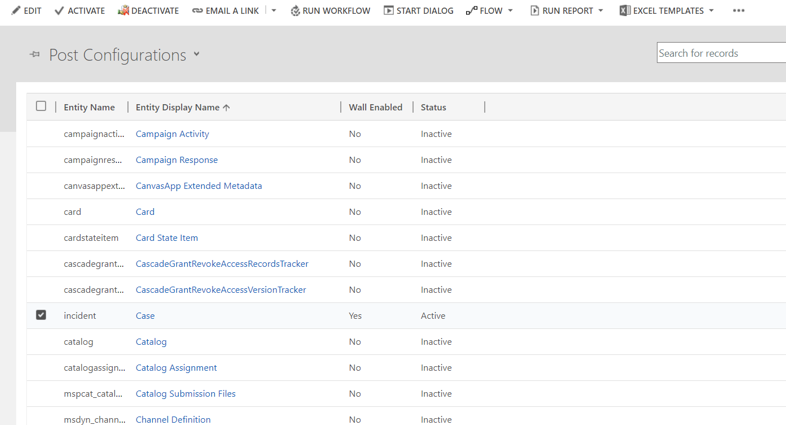 EDIT ACTIVATE DEACTIVATE EMAIL A LINK RUN WORKFLOW START DIALOG FLOW RUN REPORT EXCEL TEMPLATES
Post Configurations
Search for records
Entity Name Entity Display Name Wall Enabled Status
campaignacti... Campaign Activity No Inactive
campaignres... Campaign Response No Inactive
canvasappext... CanvasApp Extended Metadata No Inactive
card Card No Inactive
cardstateitem Card State Item No Inactive
cascadegrant... CascadeGrantRevokeAccessRecordsTracker No Inactive
cascadegrant... CascadeGrantRevokeAccessVersionTracker No Inactive
incident Case Yes Active
catalog Catalog No Inactive
catalogassign... Catalog Assignment No Inactive
mspcat_catal... Catalog Submission Files No Inactive
msdyn_chann... Channel Definition No Inactive